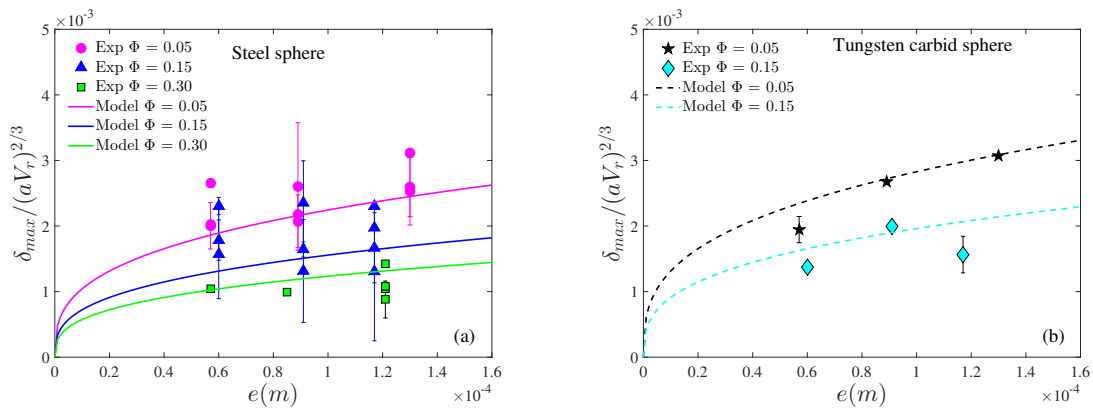 ×10⁻³
5
4
3
2
1
0
δmax/(aVr)^2/3
Exp Φ = 0.05
Exp Φ = 0.15
Exp Φ = 0.30
Model Φ = 0.05
Model Φ = 0.15
Model Φ = 0.30
Steel sphere
(a)
0 0.2 0.4 0.6 0.8 1 1.2 1.4 1.6
e(m)
×10⁻⁴
×10⁻³
5
4
3
2
1
0
δmax/(aVr)^2/3
Exp Φ = 0.05
Exp Φ = 0.15
Model Φ = 0.05
Model Φ = 0.15
Tungsten carbid sphere
(b)
0 0.2 0.4 0.6 0.8 1 1.2 1.4 1.6
e(m)
×10⁻⁴